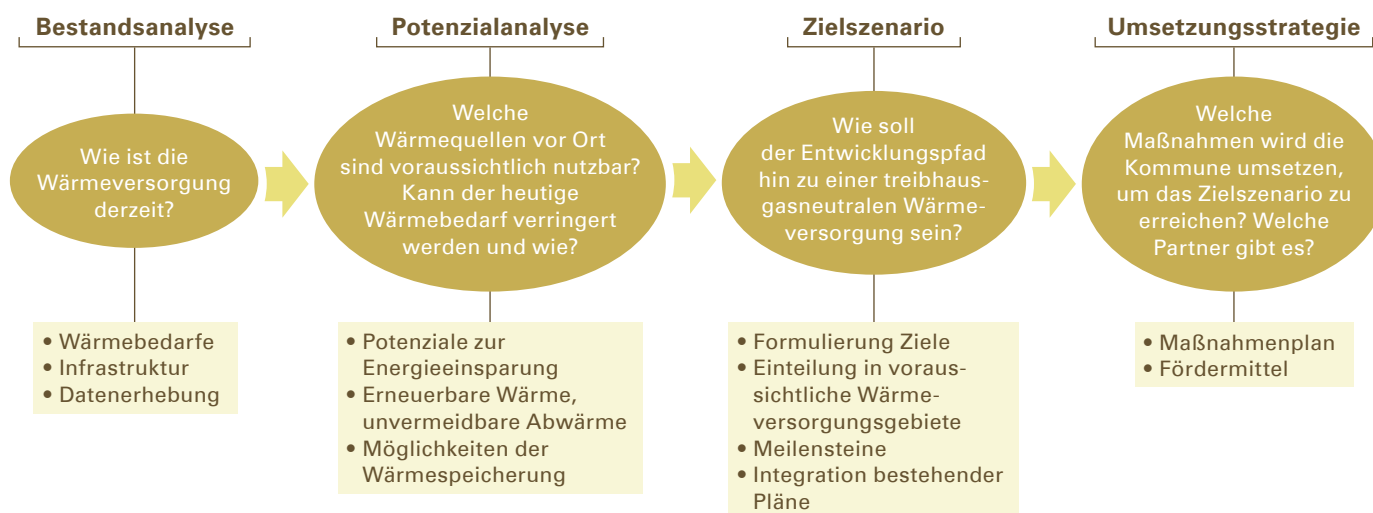 Bestandsanalyse
Wie ist die
Wärmeversorgung
derzeit?
• Wärmebedarfe
• Infrastruktur
• Datenerhebung
Potenzialanalyse
Welche
Wärmequellen vor Ort
sind voraussichtlich nutzbar?
Kann der heutige
Wärmebedarf verringert
werden und wie?
• Potenziale zur
Energieeinsparung
• Erneuerbare Wärme,
unvermeidbare Abwärme
• Möglichkeiten der
Wärmespeicherung
Zielszenario
Wie soll
der Entwicklungspfad
hin zu einer treibhaus-
gasneutralen Wärme-
versorgung sein?
• Formulierung Ziele
• Einteilung in voraus-
sichtliche Wärme-
versorgungsgebiete
• Meilensteine
• Integration bestehender
Pläne
Umsetzungsstrategie
Welche
Maßnahmen wird die
Kommune umsetzen,
um das Zielszenario zu
erreichen? Welche
Partner gibt es?
• Maßnahmenplan
• Fördermittel